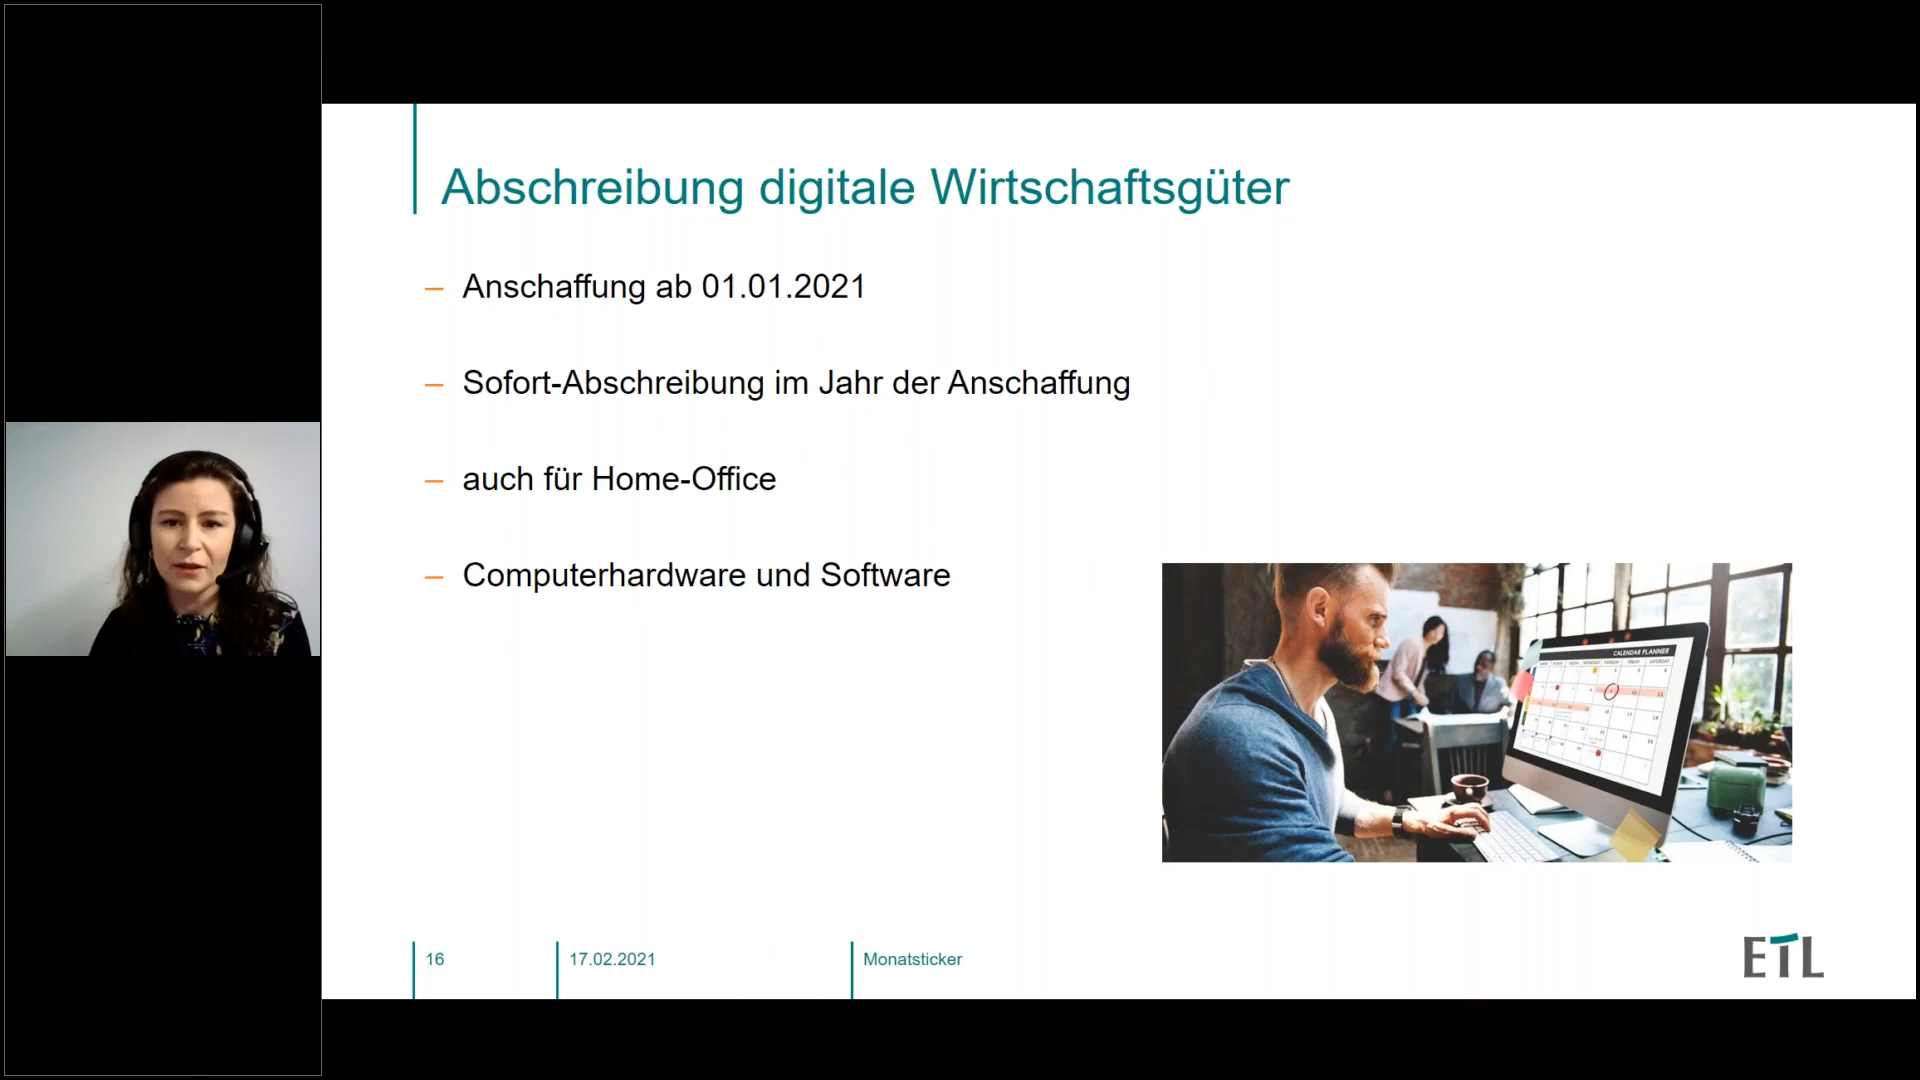 Abschreibung digitale Wirtschaftsgüter
– Anschaffung ab 01.01.2021
– Sofort-Abschreibung im Jahr der Anschaffung
– auch für Home-Office
– Computerhardware und Software
CALENDAR PLANNER
16
17.02.2021
Monatsticker
ETL